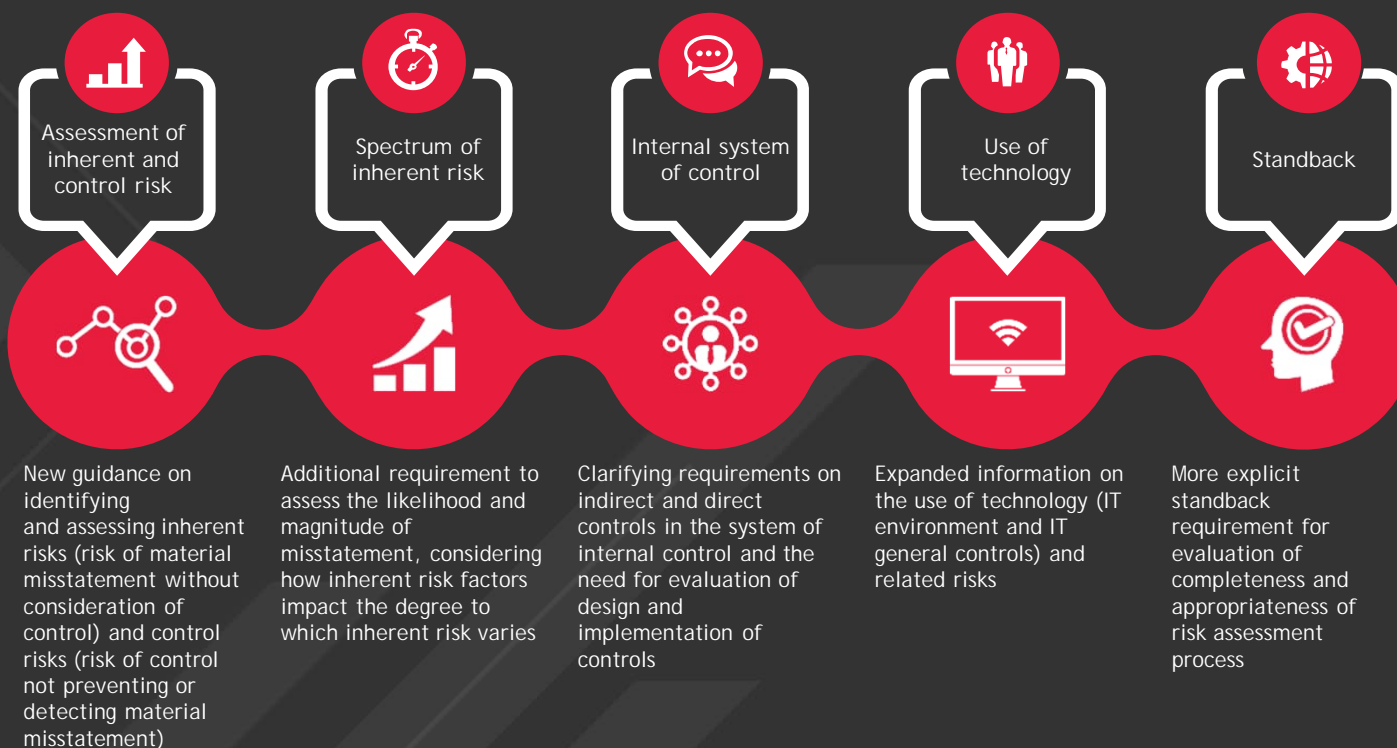 Assessment of
inherent and
control risk
Spectrum of
inherent risk
Internal system
of control
Use of
technology
Standback
New guidance on
identifying
and assessing inherent
risks (risk of material
misstatement without
consideration of
control) and control
risks (risk of control
not preventing or
detecting material
misstatement)
Additional requirement to
assess the likelihood and
magnitude of
misstatement, considering
how inherent risk factors
impact the degree to
which inherent risk varies
Clarifying requirements on
indirect and direct
controls in the system of
internal control and the
need for evaluation of
design and
implementation of
controls
Expanded information on
the use of technology (IT
environment and IT
general controls) and
related risks
More explicit
standback
requirement for
evaluation of
completeness and
appropriateness of
risk assessment
process